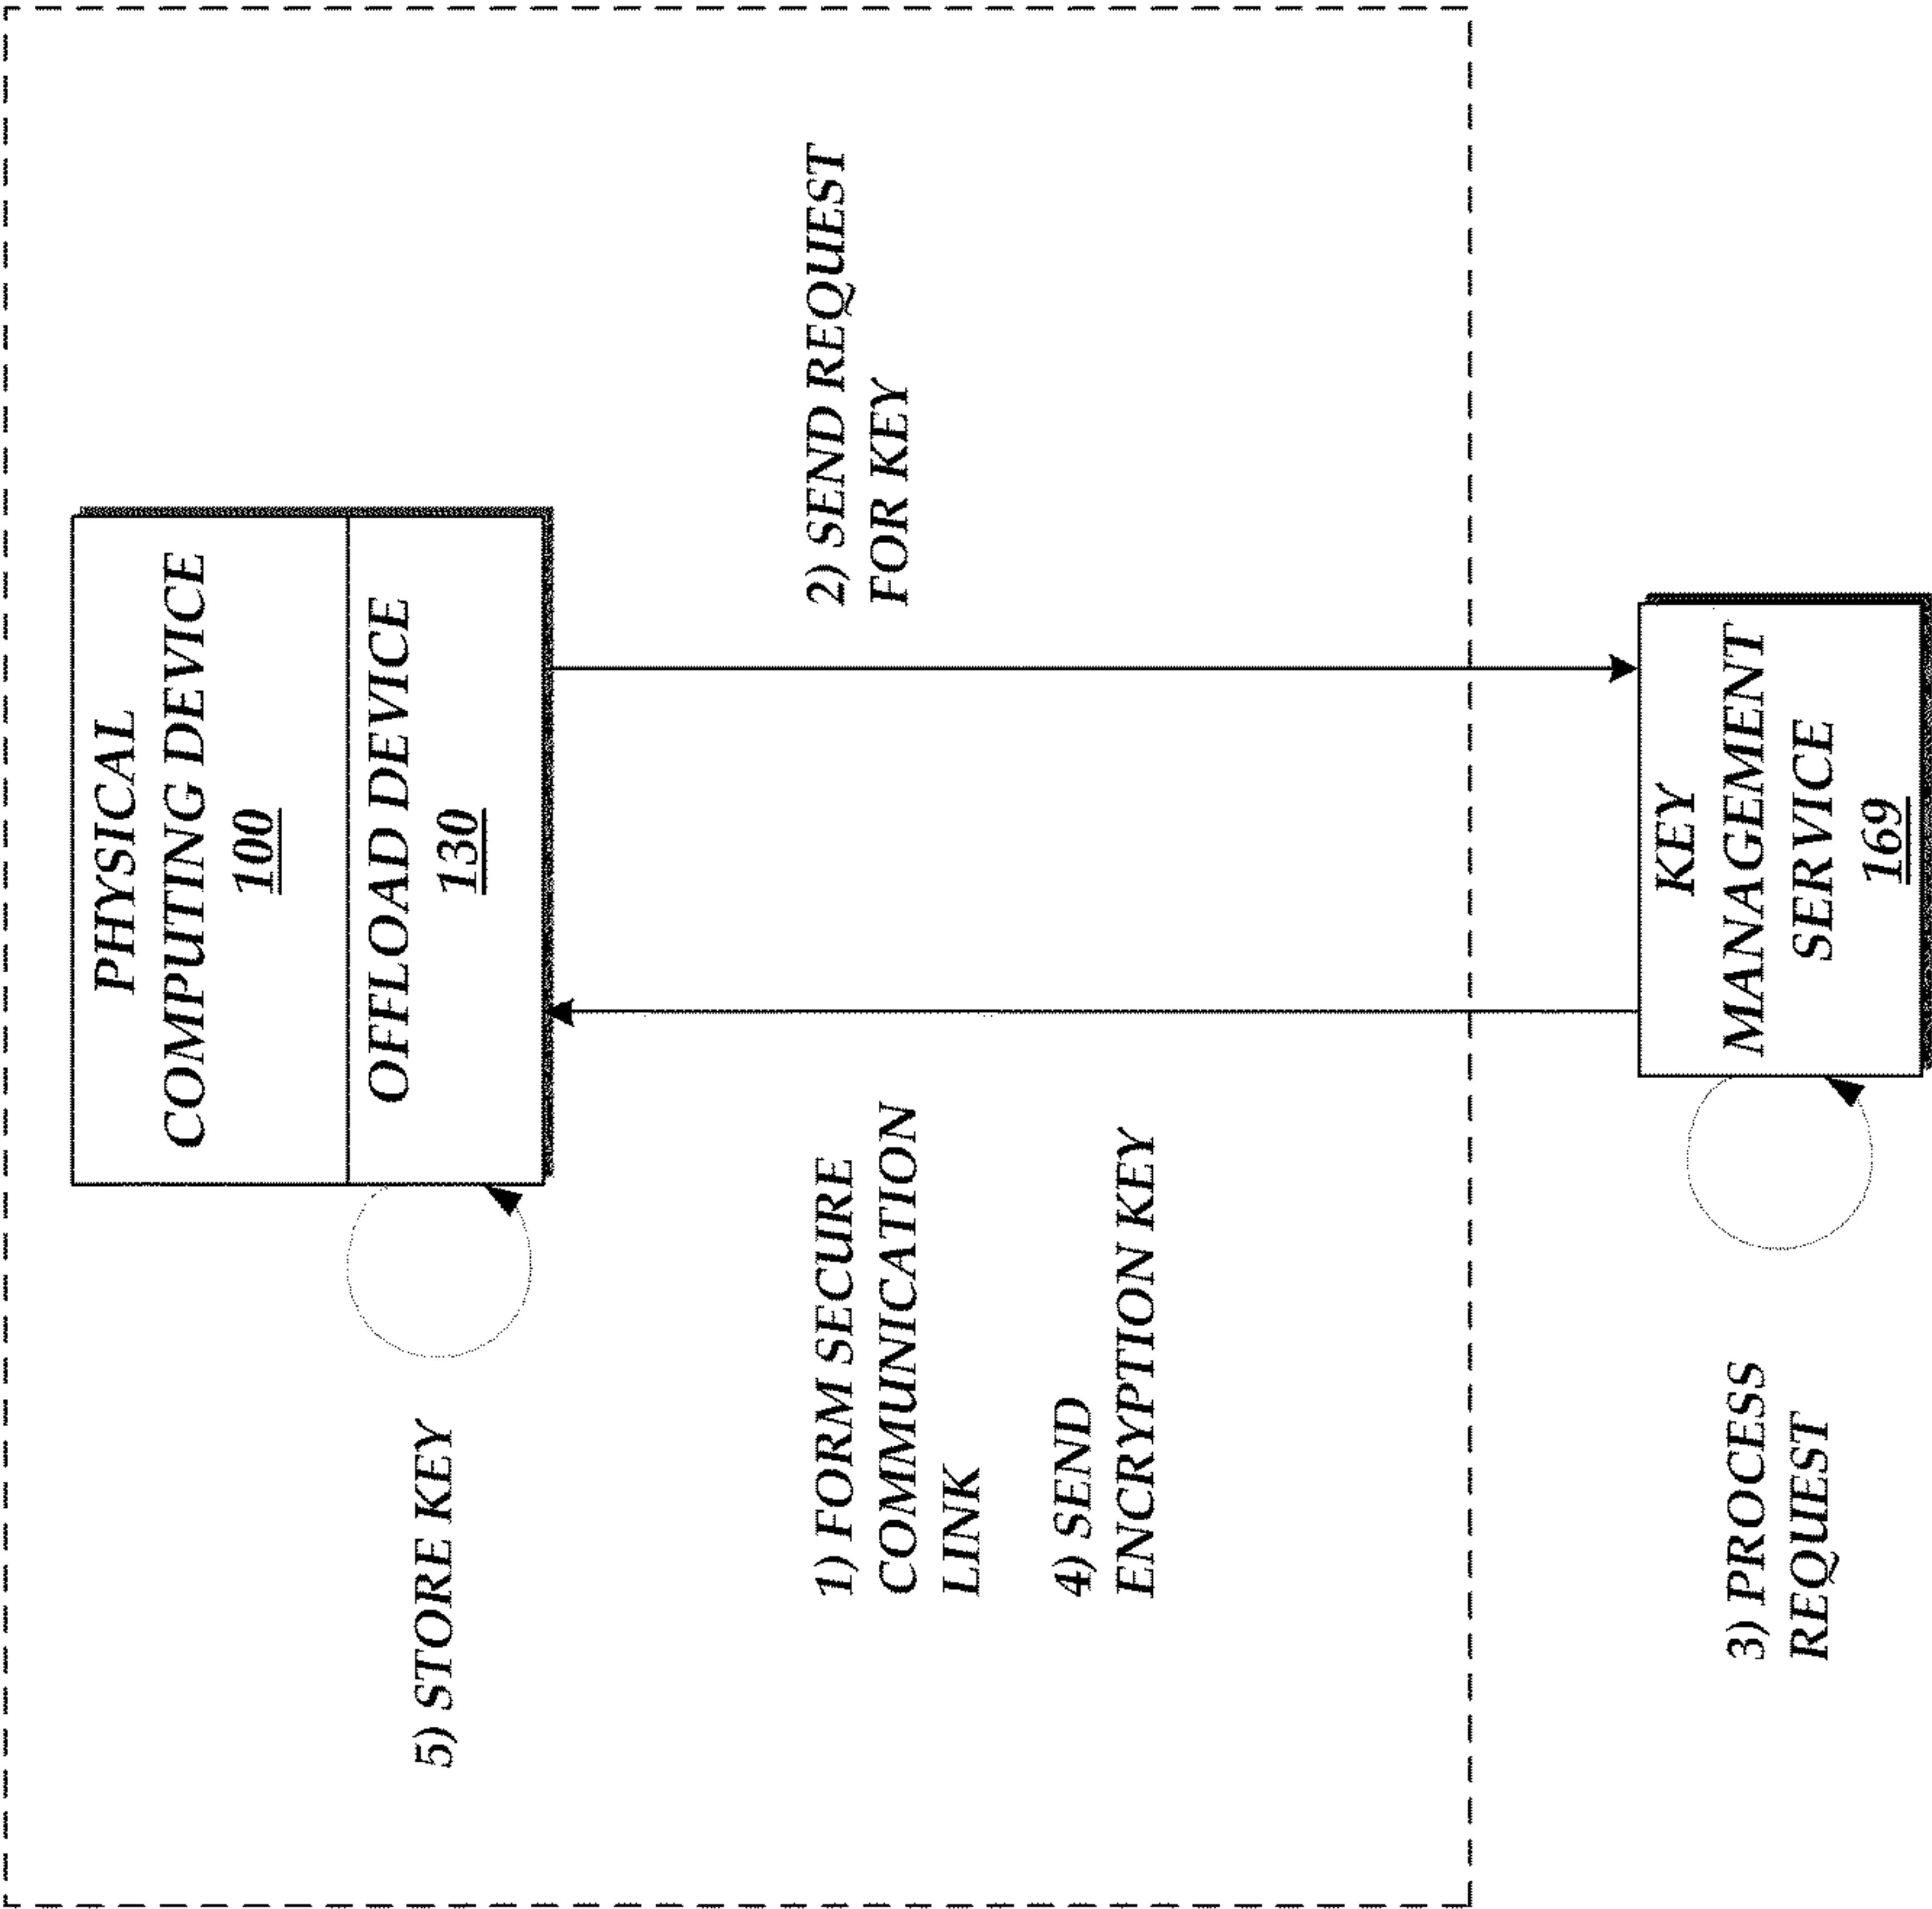 PHYSICAL
COMPUTING DEVICE
100
OFFLOAD DEVICE
130
5) STORE KEY
1) FORM SECURE
COMMUNICATION
LINK
4) SEND
ENCRYPTION KEY
2) SEND REQUEST
FOR KEY
KEY
MANAGEMENT
SERVICE
169
3) PROCESS
REQUEST